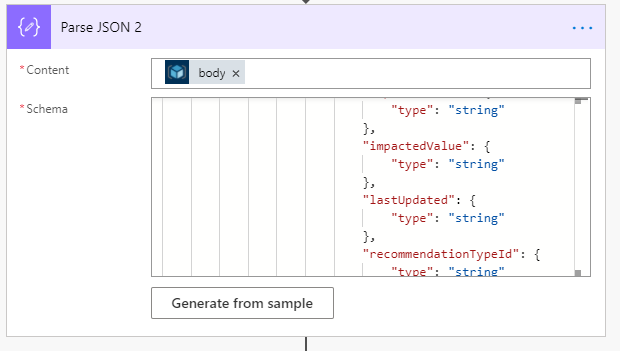 Parse JSON 2
...
* Content
body ×
* Schema
"type": "string"
},
"impactedValue": {
"type": "string"
},
"lastUpdated": {
"type": "string"
},
"recommendationTypeId": {
"type": "string"
Generate from sample